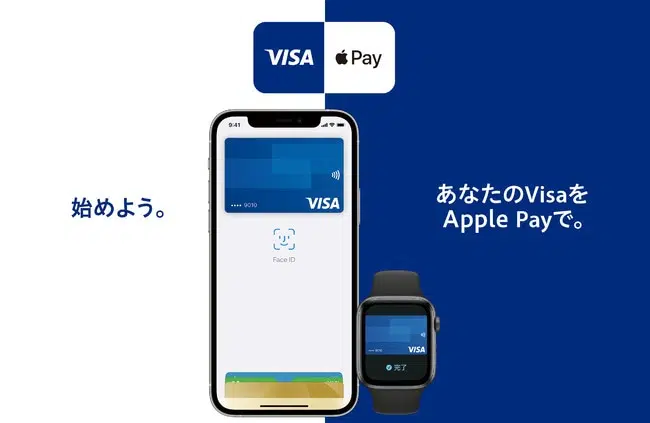 VISA
Pay
9:41
VISA
•••• 9019
Face ID
始めよう。
あなたのVisaを
Apple Payで。
VISA
完了